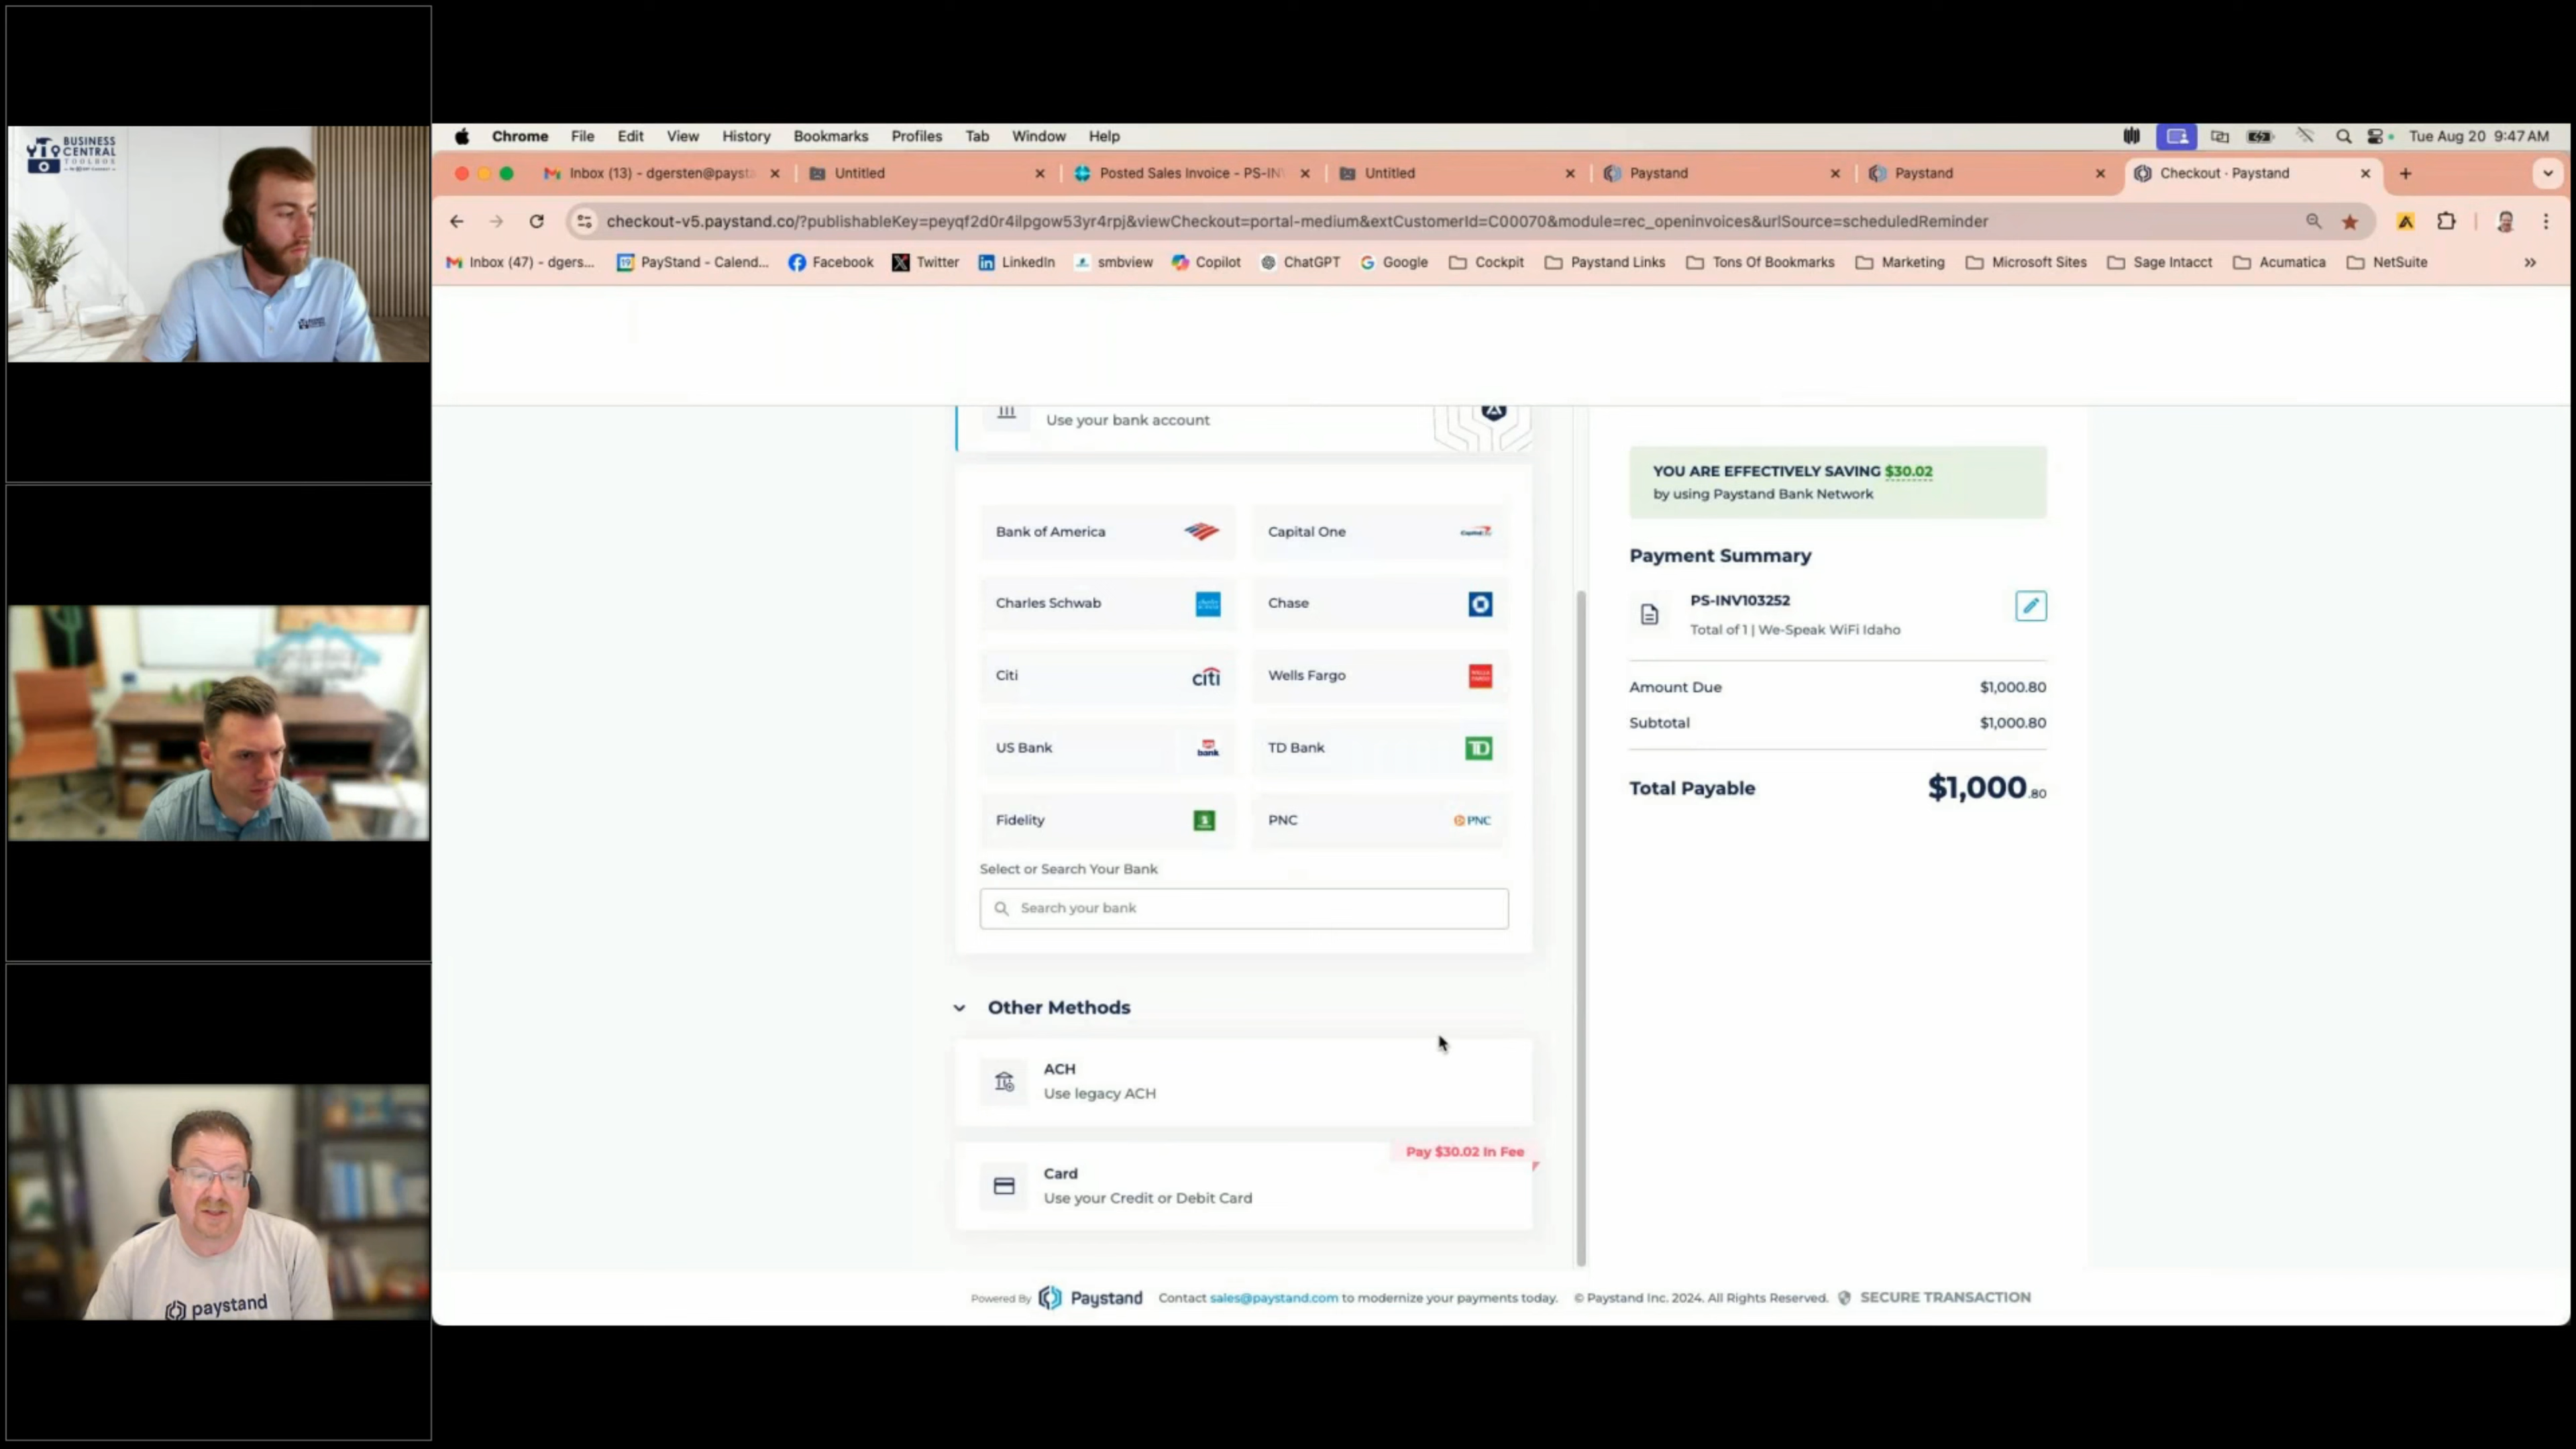 BUSINESS
CENTRAL
TOOLBOX
paystand
Chrome File Edit View History Bookmarks Profiles Tab Window Help
Tue Aug 20 9:47 AM
Inbox (13) - dgersten@paysta
Untitled
Posted Sales Invoice - PS-IN
Untitled
Paystand
Paystand
Checkout · Paystand
checkout-v5.paystand.co/?publishableKey=peyqf2d0r4ilpgow53yr4rpj&viewCheckout=portal-medium&extCustomerId=C00070&module=rec_openinvoices&urlSource=scheduledReminder
Inbox (47) - dgers... PayStand - Calend... Facebook Twitter LinkedIn smbview Copilot ChatGPT Google Cockpit Paystand Links Tons Of Bookmarks Marketing Microsoft Sites Sage Intacct Acumatica NetSuite
Use your bank account
Bank of America
Capital One
Charles Schwab
Chase
Citi citi
Wells Fargo
US Bank bank
TD Bank TD
Fidelity
PNC PNC
Select or Search Your Bank
Search your bank
Other Methods
ACH
Use legacy ACH
Pay $30.02 In Fee
Card
Use your Credit or Debit Card
YOU ARE EFFECTIVELY SAVING $30.02
by using Paystand Bank Network
Payment Summary
PS-INV103252
Total of 1 | We-Speak WiFi Idaho
Amount Due $1,000.80
Subtotal $1,000.80
Total Payable $1,000.80
Powered By Paystand Contact sales@paystand.com to modernize your payments today. © Paystand Inc. 2024. All Rights Reserved. SECURE TRANSACTION